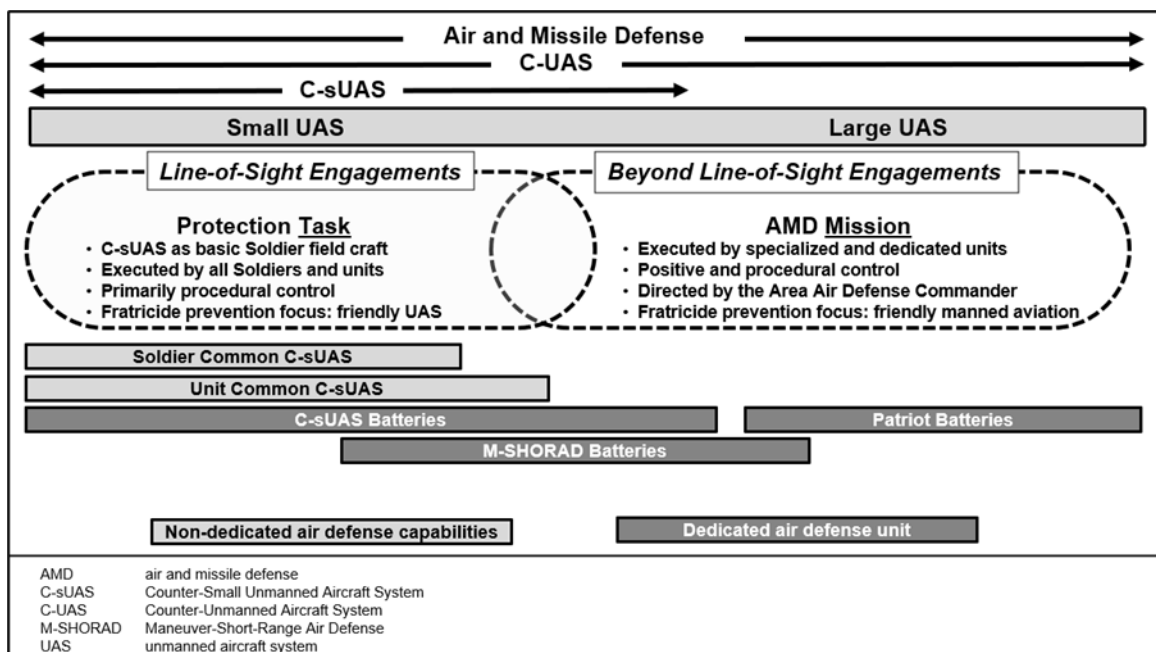 Air and Missile Defense
C-UAS
C-sUAS
Small UAS
Large UAS
Line-of-Sight Engagements
Protection Task
• C-sUAS as basic Soldier field craft
• Executed by all Soldiers and units
• Primarily procedural control
• Fratricide prevention focus: friendly UAS
Beyond Line-of-Sight Engagements
AMD Mission
• Executed by specialized and dedicated units
• Positive and procedural control
• Directed by the Area Air Defense Commander
• Fratricide prevention focus: friendly manned aviation
Soldier Common C-sUAS
Unit Common C-sUAS
C-sUAS Batteries
Patriot Batteries
M-SHORAD Batteries
Non-dedicated air defense capabilities
Dedicated air defense unit
AMD air and missile defense
C-sUAS Counter-Small Unmanned Aircraft System
C-UAS Counter-Unmanned Aircraft System
M-SHORAD Maneuver-Short-Range Air Defense
UAS unmanned aircraft system